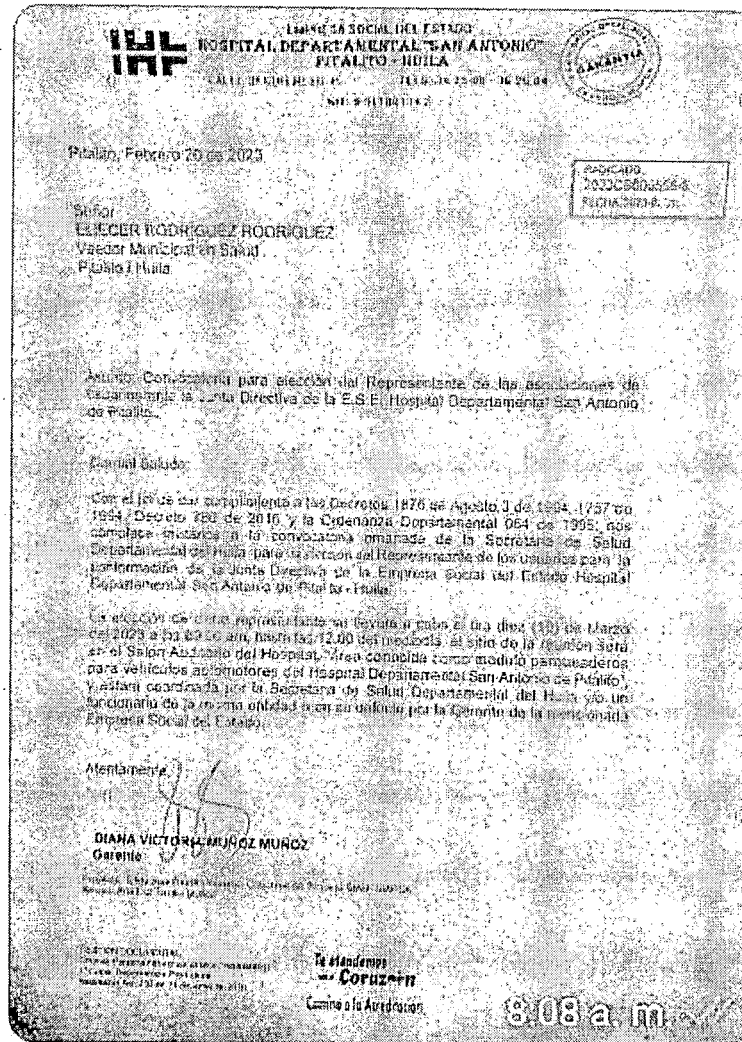 EMPRESA SOCIAL DEL ESTADO
HOSPITAL DEPARTAMENTAL "SAN ANTONIO"
PITALITO - HUILA
GARANTIA
Pitalito, Febrero 20 de 2023
RADICADO
Señor
ELIECER RODRIGUEZ RODRIGUEZ
Veedor Municipal en Salud
Pitalito Huila
Asunto: Convocatoria para elección del Representante de las asociaciones de
la Junta Directiva de la E.S.E. Hospital Departamental San Antonio
de Pitalito.
Cordial Saludo:
Con el fin de dar cumplimiento a los Decretos 1876 de Agosto 3 de 1994, 1757 de
1994, Decreto 780 de 2016 y la Ordenanza Departamental 064 de 1995; nos
complace invitarlos a la convocatoria emanada de la Secretaria de Salud
Departamental del Huila para la elección del Representante de los usuarios para la
conformación de la Junta Directiva de la Empresa Social del Estado Hospital
Departamental San Antonio de Pitalito - Huila.
La elección de dicho representante se llevará a cabo el día diez (10) de Marzo
del 2023 a las am, hasta las 12:00 del mediodía, el sitio de la reunión será
en el Salón Auditorio del Hospital, "Área conocida como modulo parqueaderos
para vehículos automotores del Hospital Departamental San Antonio de Pitalito",
y estará coordinada por la Secretaria de Salud Departamental del Huila y/o un
funcionario de la misma entidad o en su defecto por la Gerente de la mencionada
Empresa Social del Estado.
Atentamente,
DIANA VICTORIA MUÑOZ MUÑOZ
Gerente
Te atendemos
Corazón
Camino a la Acreditación
8:08 a. m.